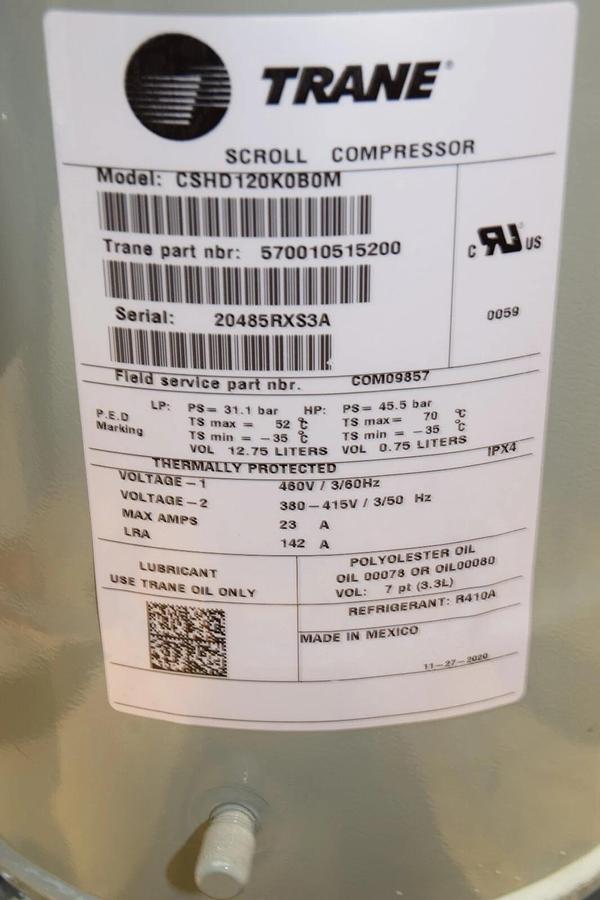 TRANE®
SCROLL COMPRESSOR
Model: CSHD120K0B0M
Trane part nbr: 570010515200
C RU US
Serial: 20485RXS3A
0059
Field service part nbr. COM09857
P.E.D Marking
LP: PS= 31.1 bar HP: PS= 45.5 bar
TS max = 52 °C TS max= 70 °C
TS min = -35 °C TS min = -35 °C
VOL 12.75 LITERS VOL 0.75 LITERS
THERMALLY PROTECTED IPX4
VOLTAGE-1 460V / 3/60Hz
VOLTAGE-2 380-415V / 3/50 Hz
MAX AMPS 23 A
LRA 142 A
LUBRICANT
USE TRANE OIL ONLY
POLYOLESTER OIL
OIL 00078 OR OIL00080
VOL: 7 pt (3.3L)
REFRIGERANT: R410A
MADE IN MEXICO
11-27-2020